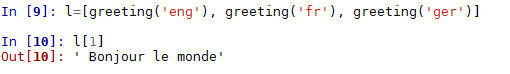 In [9]: l=[greeting('eng'), greeting('fr'), greeting('ger')]
In [10]: l[1]
Out[10]: ' Bonjour le monde'